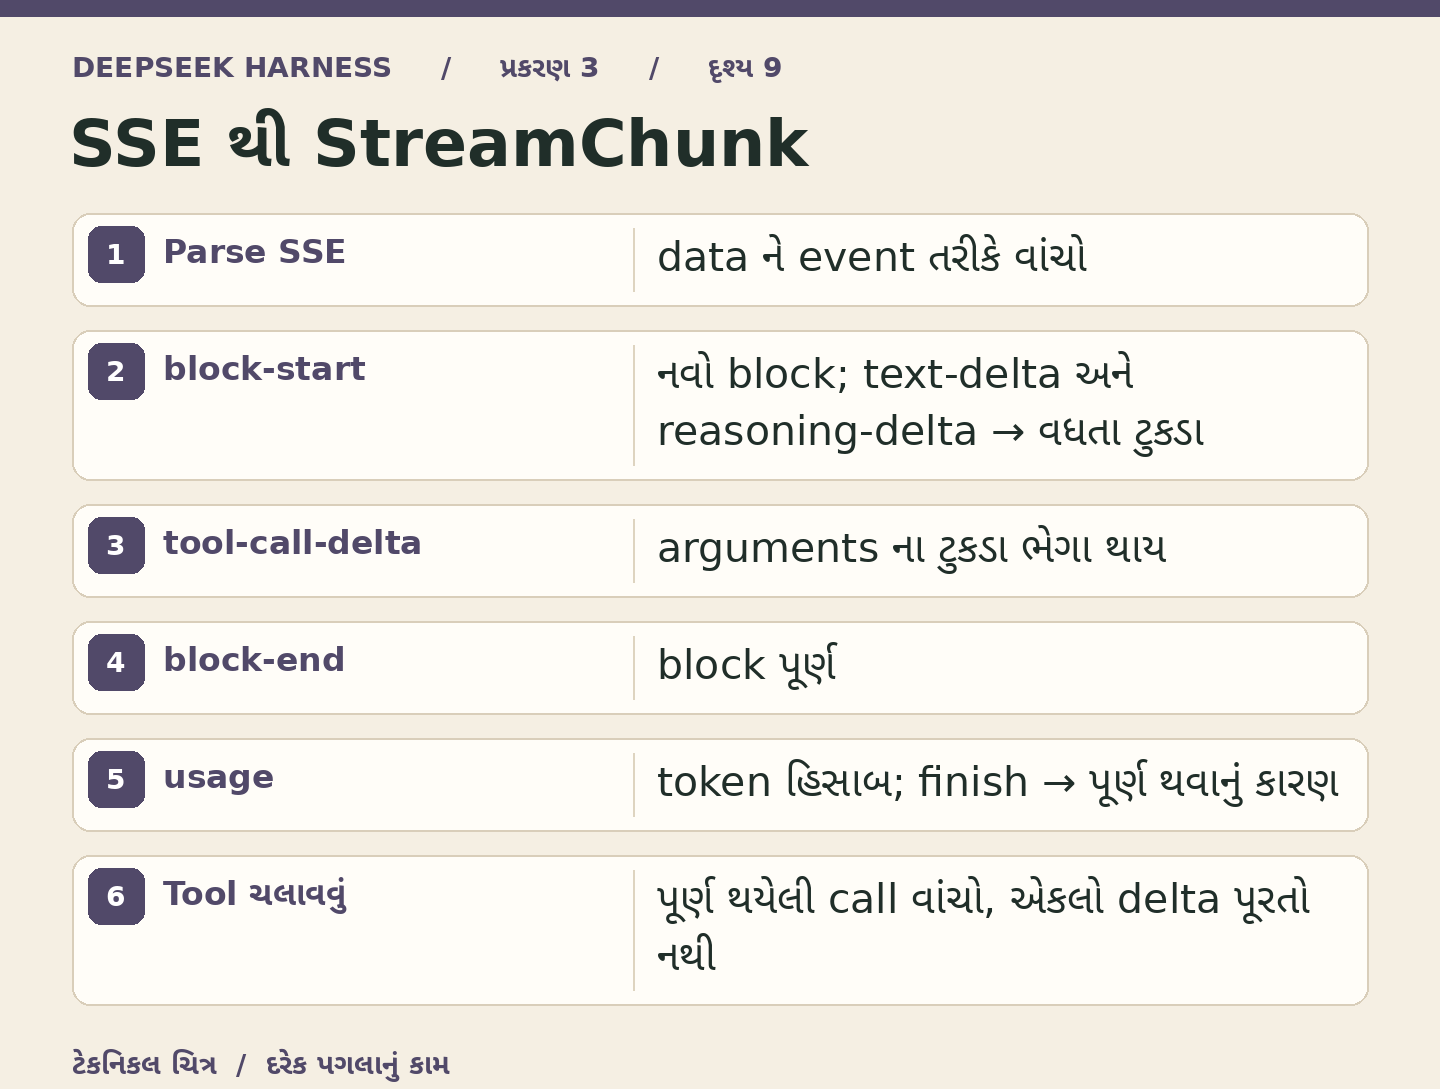 DEEPSEEK HARNESS / પ્રકરણ 3 / દૃશ્ય 9
SSE થી StreamChunk
1 Parse SSE
data ને event તરીકે વાંચો
2 block-start
નવો block; text-delta અને
reasoning-delta → વધતા ટુકડા
3 tool-call-delta
arguments ના ટુકડા ભેગા થાય
4 block-end
block પૂર્ણ
5 usage
token હિસાબ; finish → પૂર્ણ થવાનું કારણ
6 Tool ચલાવવું
પૂર્ણ થયેલી call વાંચો, એકલો delta પૂરતો
નથી
ટેકનિકલ ચિત્ર / દરેક પગલાનું કામ